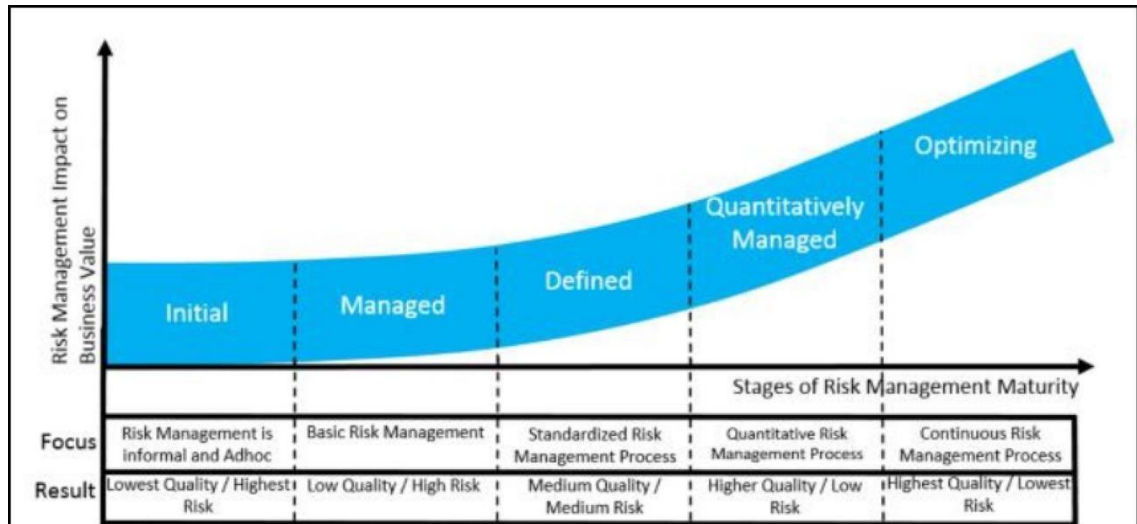 Risk Management Impact on
Business Value
Initial
Managed
Defined
Quantitatively
Managed
Optimizing
Stages of Risk Management Maturity
Focus
Risk Management is
informal and Adhoc
Basic Risk Management
Standardized Risk
Management Process
Quantitative Risk
Management Process
Continuous Risk
Management Process
Result
Lowest Quality / Highest
Risk
Low Quality / High Risk
Medium Quality /
Medium Risk
Higher Quality / Low
Risk
Highest Quality / Lowest
Risk